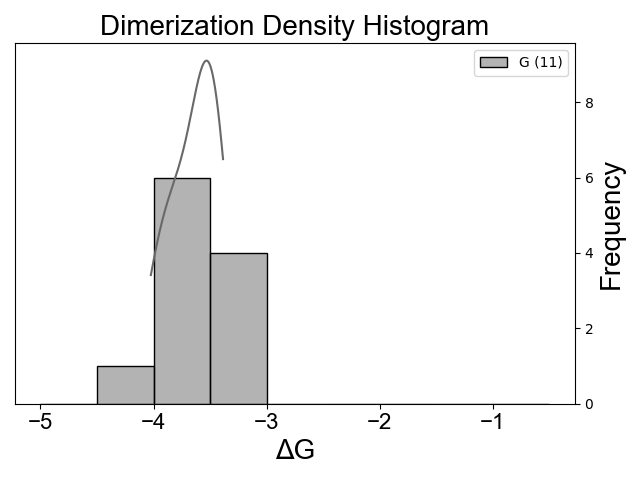 Dimerization Density Histogram
G (11)
8
6
4
2
0
Frequency
−5
−4
−3
−2
−1
ΔG